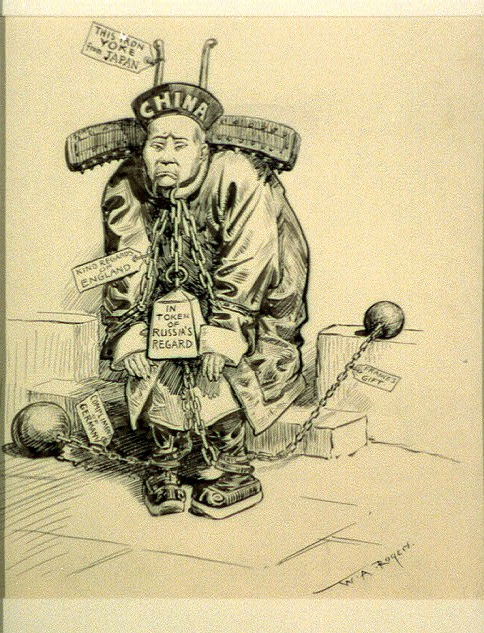 THIS IRON
YOKE
from JAPAN
CHINA
KIND REGARDS
OF
ENGLAND
IN
TOKEN
OF
RUSSIA'S
REGARD
FRANCE'S
GIFT
GERMANY
W. A. Rogers.